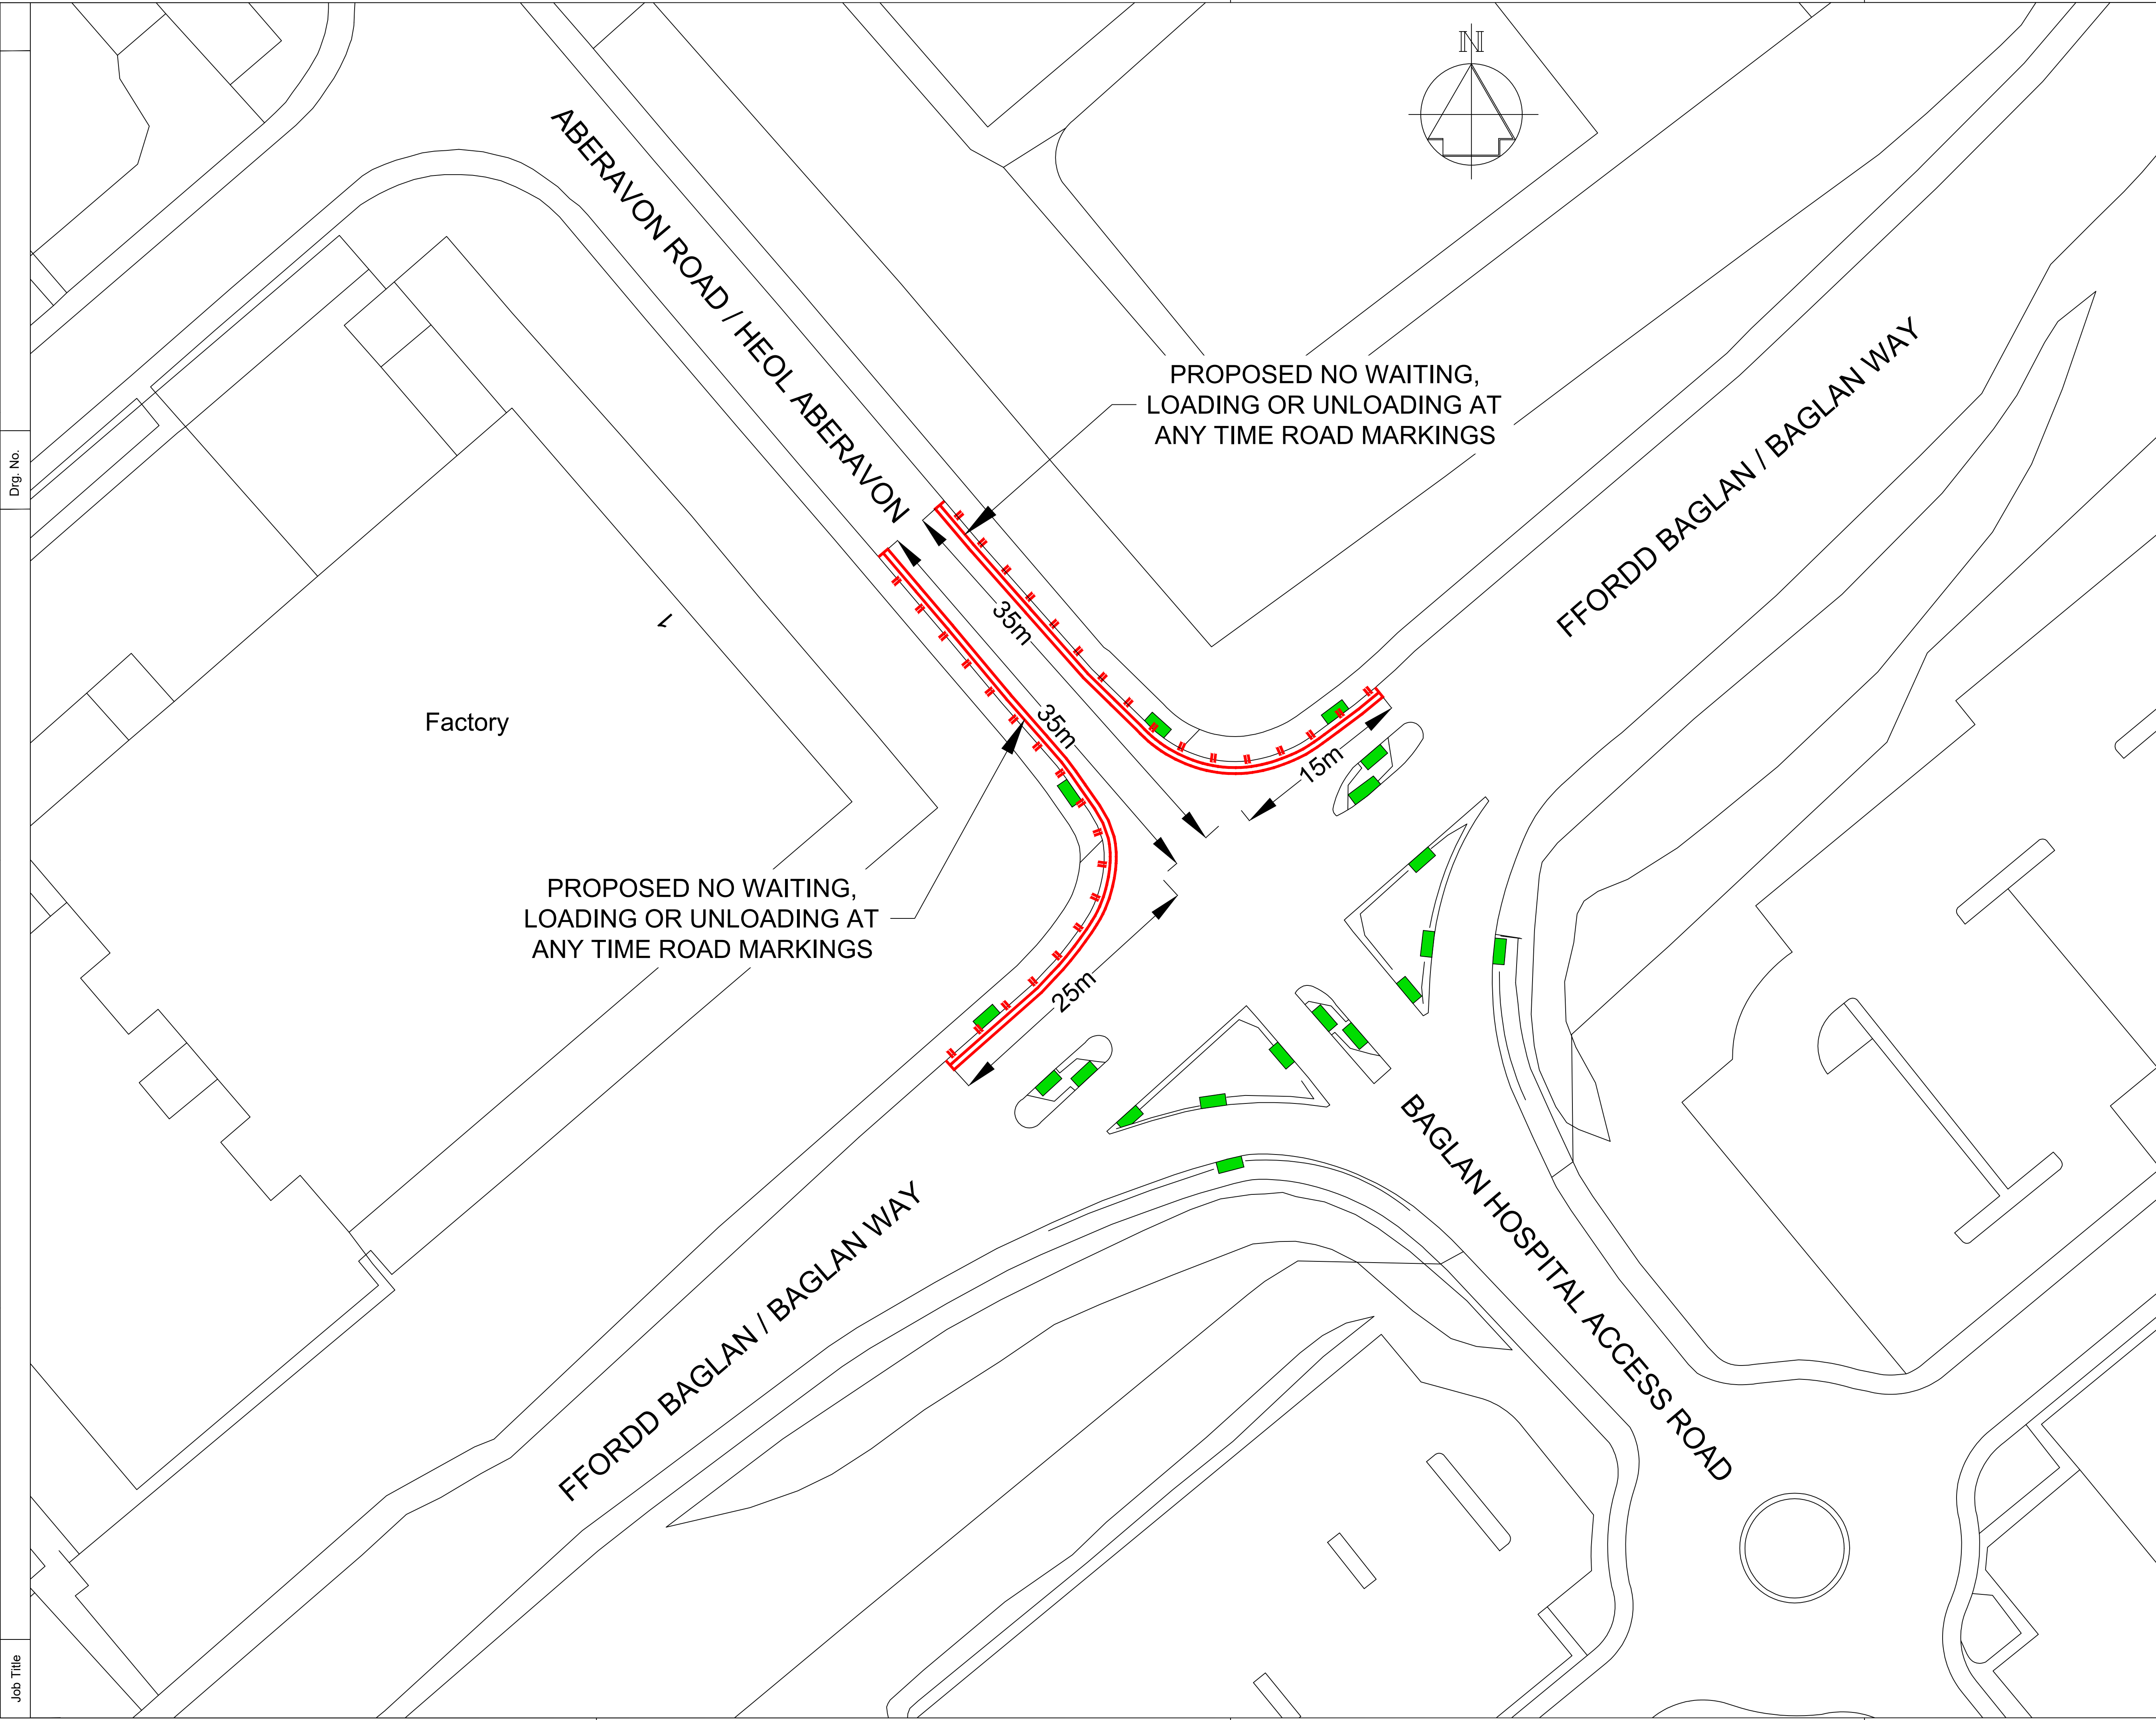 N
ABERAVON ROAD / HEOL ABERAVON
PROPOSED NO WAITING,
LOADING OR UNLOADING AT
ANY TIME ROAD MARKINGS
FFORDD BAGLAN / BAGLAN WAY
Drg. No.
35m
35m
15m
1
Factory
PROPOSED NO WAITING,
LOADING OR UNLOADING AT
ANY TIME ROAD MARKINGS
25m
BAGLAN HOSPITAL ACCESS ROAD
FFORDD BAGLAN / BAGLAN WAY
Job Title